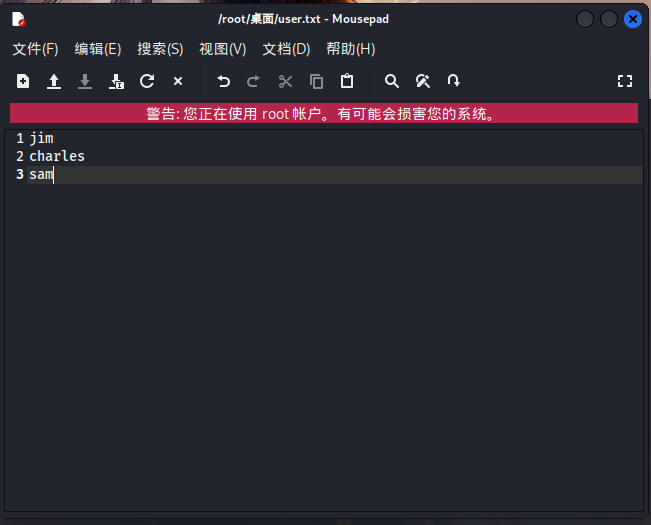 /root/桌面/user.txt - Mousepad
文件(F) 编辑(E) 搜索(S) 视图(V) 文档(D) 帮助(H)
警告: 您正在使用 root 帐户。有可能会损害您的系统。
1 jim
2 charles
3 sam